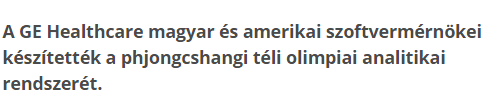 A GE Healthcare magyar és amerikai szoftvermérnökei
készítették a phjongcshangi téli olimpiai analitikai
rendszerét.